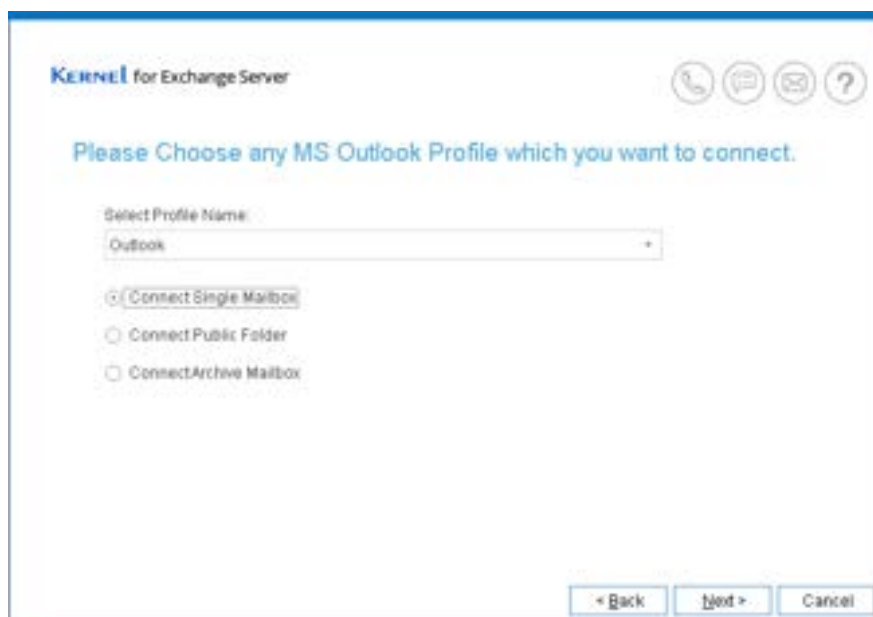 KERNEL for Exchange Server
Please Choose any MS Outlook Profile which you want to connect.
Select Profile Name:
Outlook
Connect Single Mailbox
Connect Public Folder
Connect Archive Mailbox
< Back
Next >
Cancel